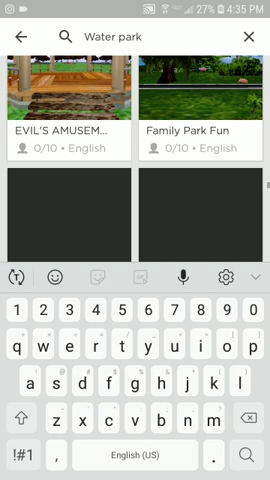 27% 4:35 PM
Water park
EVIL'S AMUSEM... Family Park Fun
0/10 • English 0/10 • English
GIF
1 2 3 4 5 6 7 8 9 0
q w e r t y u i o p
@ # $ % & * ( )
a s d f g h j k l
z x c v b n m
!#1 , English (US) .